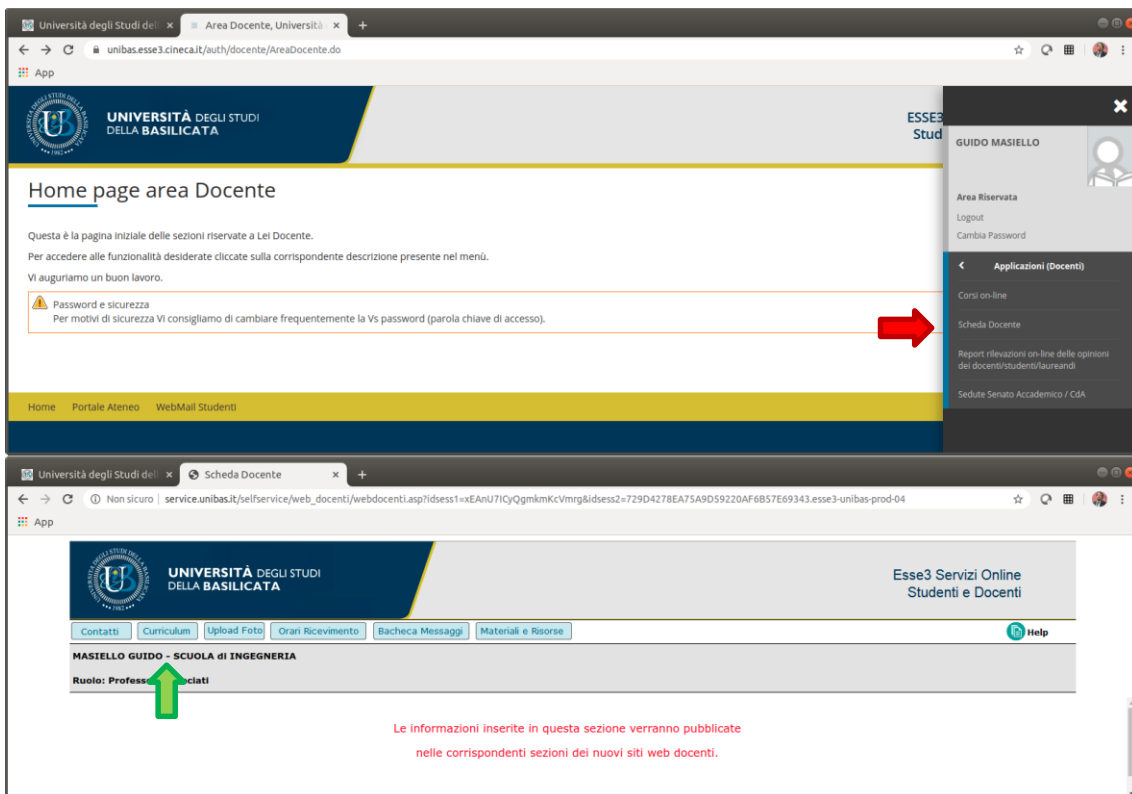 Università degli Studi del
Area Docente, Università
unibas.esse3.cineca.it/auth/docente/AreaDocente.do
App
UNIVERSITÀ DEGLI STUDI
DELLA BASILICATA
ESSE3
Stud
GUIDO MASIELLO
Area Riservata
Logout
Cambia Password
Applicazioni (Docenti)
Corsi on-line
Scheda Docente
Report rilevazioni on-line delle opinioni
dei docenti/studenti/laureandi
Sedute Senato Accademico / CdA
Home page area Docente
Questa è la pagina iniziale delle sezioni riservate a Lei Docente.
Per accedere alle funzionalità desiderate cliccate sulla corrispondente descrizione presente nel menù.
Vi auguriamo un buon lavoro.
Password e sicurezza
Per motivi di sicurezza Vi consigliamo di cambiare frequentemente la Vs password (parola chiave di accesso).
Home Portale Ateneo WebMail Studenti
Università degli Studi del
Scheda Docente
Non sicuro | service.unibas.it/selfservice/web_docenti/webdocenti.asp?idsess1=xEAnU7ICyQgmkmKcVmrg&idsess2=729D4278EA75A9D59220AF6B57E69343.esse3-unibas-prod-04
App
UNIVERSITÀ DEGLI STUDI
DELLA BASILICATA
Esse3 Servizi Online
Studenti e Docenti
Contatti Curriculum Upload Foto Orari Ricevimento Bacheca Messaggi Materiali e Risorse Help
MASIELLO GUIDO - SCUOLA di INGEGNERIA
Ruolo: Profess ciati
Le informazioni inserite in questa sezione verranno pubblicate
nelle corrispondenti sezioni dei nuovi siti web docenti.